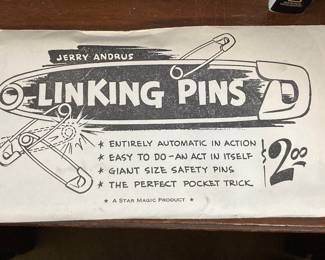 JERRY ANDRUS
LINKING PINS
* ENTIRELY AUTOMATIC IN ACTION
* EASY TO DO - AN ACT IN ITSELF
* GIANT SIZE SAFETY PINS
* THE PERFECT POCKET TRICK
$2.00
* A STAR MAGIC PRODUCT *